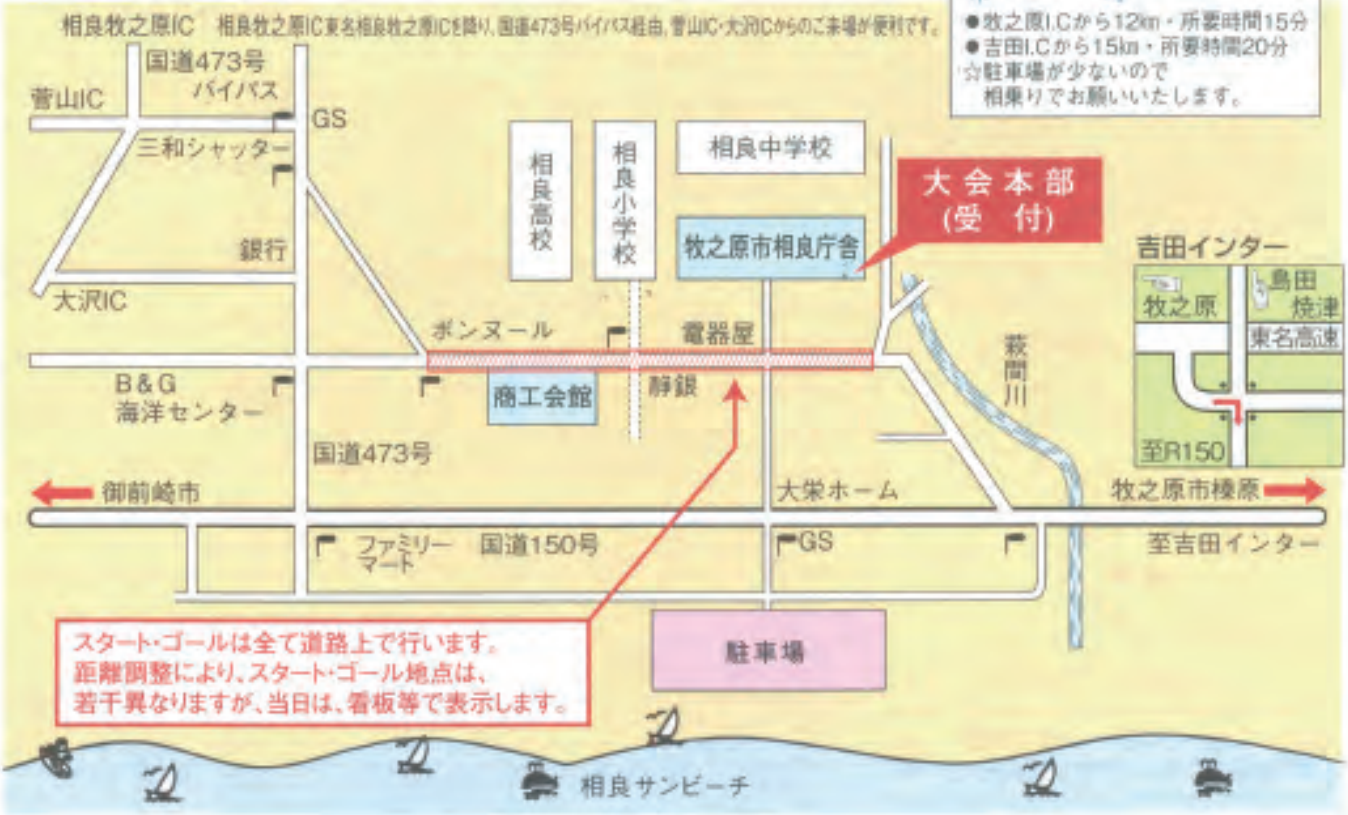 相良牧之原IC 相良牧之原IC東名相良牧之原ICを降り、国道473号バイパス経由、菅山IC・大沢ICからのご来場が便利です。
●牧之原I.Cから12km・所要時間15分
●吉田I.Cから15km・所要時間20分
☆駐車場が少ないので
相乗りでお願いいたします。
国道473号
バイパス
菅山IC
GS
三和シャッター
相良高校
相良小学校
相良中学校
大会本部
(受 付)
牧之原市相良庁舎
銀行
大沢IC
吉田インター
牧之原
島田
焼津
東名高速
至R150
ボンヌール
電器屋
萩間川
B&G
海洋センター
商工会館
静銀
国道473号
御前崎市
大栄ホーム
牧之原市榛原
ファミリー
マート
国道150号
GS
至吉田インター
スタート・ゴールは全て道路上で行います。
距離調整により、スタート・ゴール地点は、
若干異なりますが、当日は、看板等で表示します。
駐車場
相良サンビーチ